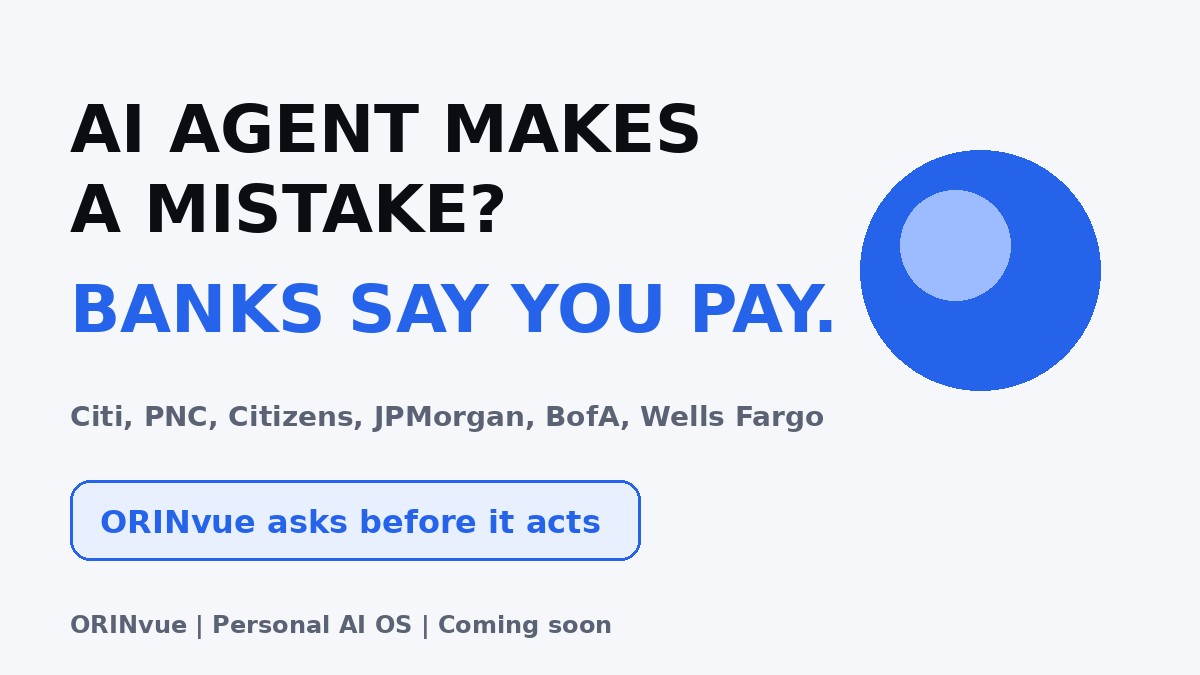 AI AGENT MAKES
A MISTAKE?
BANKS SAY YOU PAY.
Citi, PNC, Citizens, JPMorgan, BofA, Wells Fargo
ORINvue asks before it acts
ORINvue | Personal AI OS | Coming soon